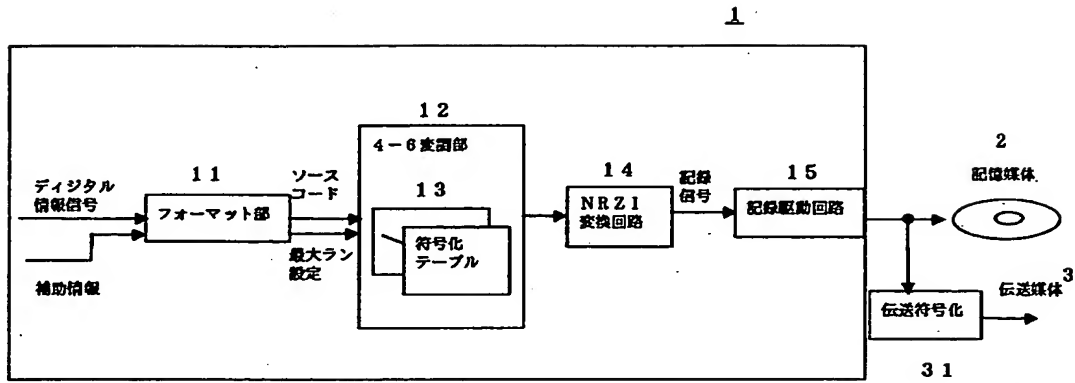 1
12
4-6変調部
11
ソース
コード
13
14
記録
信号
15
2
記憶媒体
ディジタル
情報信号
フォーマット部
NRZI
変換回路
記録駆動回路
符号化
テーブル
最大ラン
設定
補助情報
伝送符号化
伝送媒体
3
31